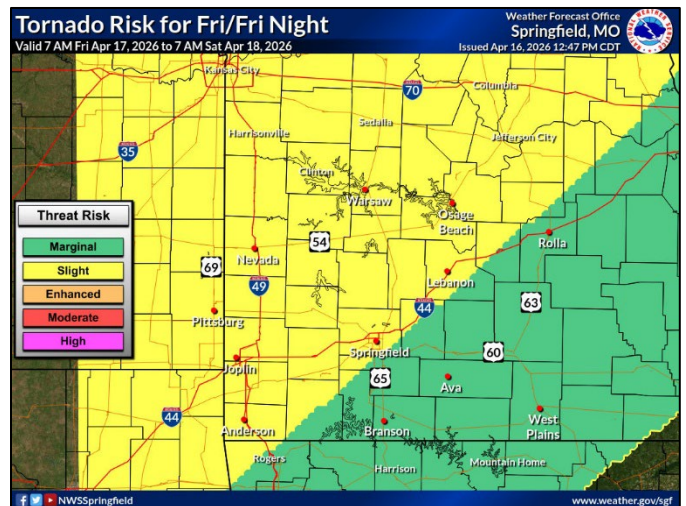 Tornado Risk for Fri/Fri Night
Valid 7 AM Fri Apr 17, 2026 to 7 AM Sat Apr 18, 2026
Weather Forecast Office
Springfield, MO
Issued Apr 16, 2026 12:47 PM CDT
Kansas City
70
Columbia
Harrisonville
Sedalia
Jefferson City
35
Clinton
Warsaw
Osage
Beach
Threat Risk
Marginal
Slight
Enhanced
Moderate
High
54
Rolla
Nevada
69
49
Lebanon
63
44
Pittsburg
Springfield
60
Joplin
65
Ava
44
Anderson
Branson
West
Plains
Rogers
Harrison
Mountain Home
NWSSpringfield
www.weather.gov/sgf